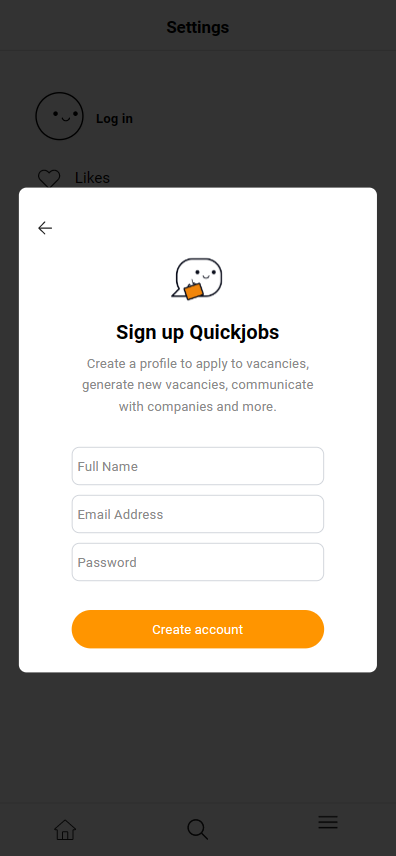 Settings
Log in
Likes
Sign up Quickjobs
Create a profile to apply to vacancies,
generate new vacancies, communicate
with companies and more.
Full Name
Email Address
Password
Create account